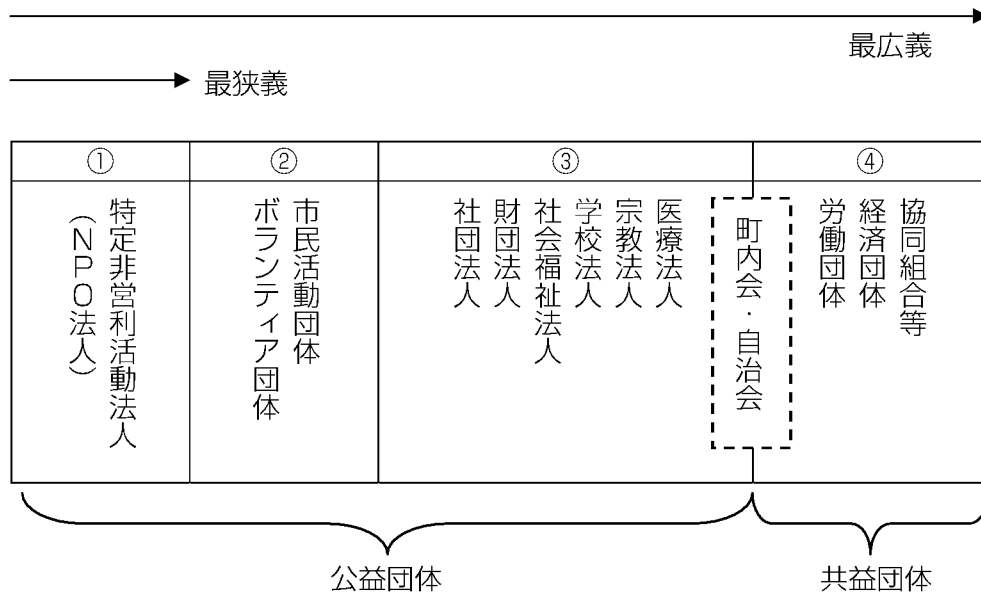 最広義
最狭義
①
②
③
④
特定非営利活動法人
（ＮＰＯ法人）
市民活動団体
ボランティア団体
社団法人
財団法人
社会福祉法人
学校法人
宗教法人
医療法人
町内会・自治会
労働団体
経済団体
協同組合等
公益団体
共益団体